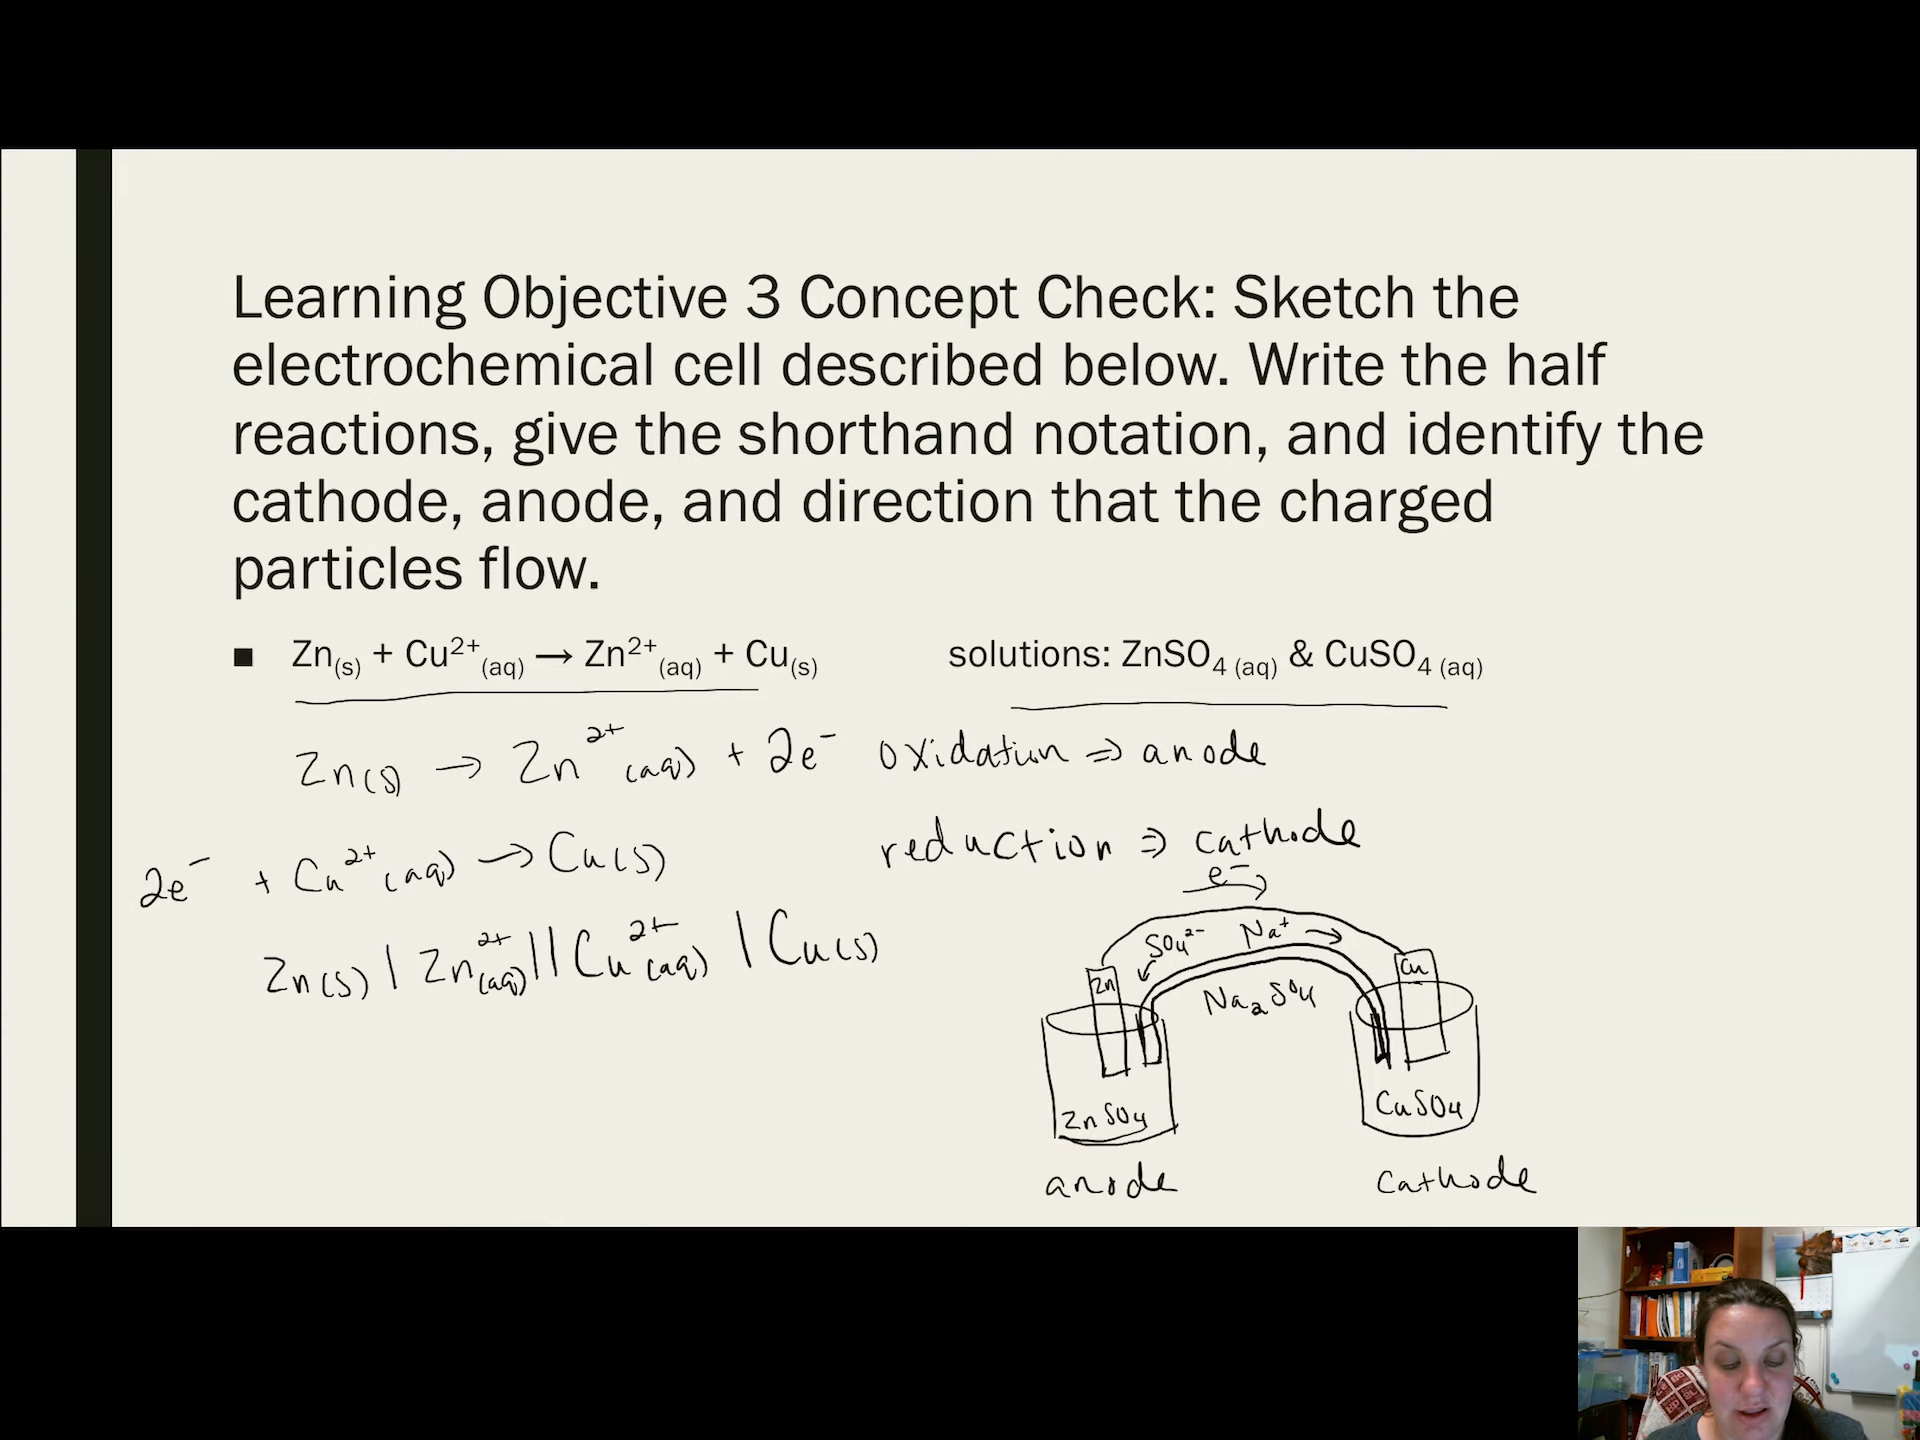 Learning Objective 3 Concept Check: Sketch the
electrochemical cell described below. Write the half
reactions, give the shorthand notation, and identify the
cathode, anode, and direction that the charged
particles flow.
■ Zn(s) + Cu²⁺(aq) → Zn²⁺(aq) + Cu(s) solutions: ZnSO₄ (aq) & CuSO₄ (aq)
Zn(s) → Zn²⁺(aq) + 2e⁻ oxidation ⇒ anode
2e⁻ + Cu²⁺(aq) → Cu(s) reduction ⇒ cathode
Zn(s) | Zn²⁺(aq) || Cu²⁺(aq) | Cu(s)
e⁻ →
SO₄²⁻ Na⁺ →
Zn Cu
Na₂SO₄
ZnSO₄ CuSO₄
anode cathode